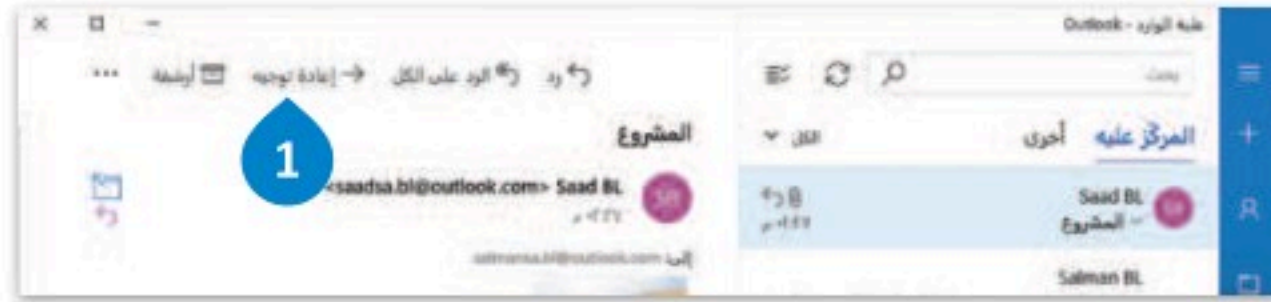 علبة الوارد - Outlook
بحث
المركز عليه أخرى الكل
Saad BL
المشروع
Salman BL
رد الرد على الكل إعادة توجيه أرشفة ...
1
المشروع
<saadsa.bl@outlook.com> Saad BL
إلى: salmansa.bl@outlook.com